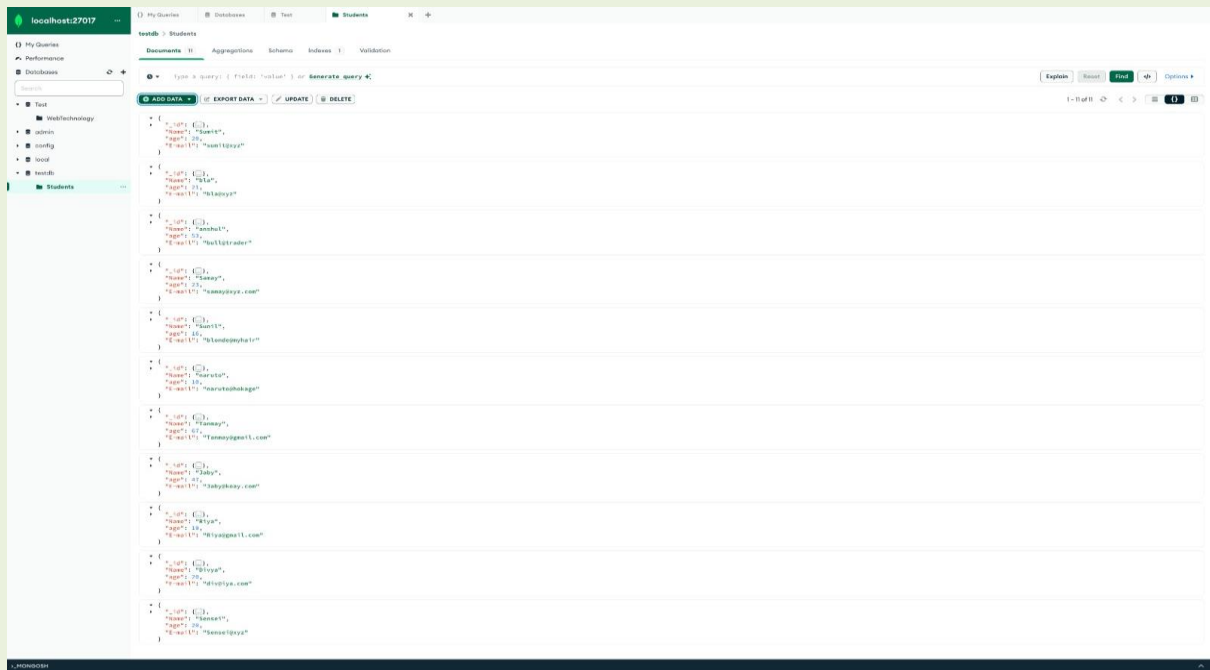 localhost:27017
{} My Queries
Performance
Databases
Search
Test
WebTechnology
admin
config
local
testdb
Students
{} My Queries
Databases
Test
Students
testdb > Students
Documents 11
Aggregations
Schema
Indexes 1
Validation
Type a query: { field: 'value' } or Generate query
Explain
Reset
Find
</>
Options
ADD DATA
EXPORT DATA
UPDATE
DELETE
1 – 11 of 11
{
"_id": {…},
"Name": "Sumit",
"age": 20,
"E-mail": "sumit@xyz"
}
{
"_id": {…},
"Name": "bla",
"age": 21,
"E-mail": "bla@xyz"
}
{
"_id": {…},
"Name": "anshul",
"age": 53,
"E-mail": "bull@trader"
}
{
"_id": {…},
"Name": "Samay",
"age": 23,
"E-mail": "samay@xyz.com"
}
{
"_id": {…},
"Name": "Sunil",
"age": 16,
"E-mail": "blonde@myhair"
}
{
"_id": {…},
"Name": "naruto",
"age": 19,
"E-mail": "naruto@hokage"
}
{
"_id": {…},
"Name": "Tanmay",
"age": 67,
"E-mail": "Tanmay@gmail.com"
}
{
"_id": {…},
"Name": "Jaby",
"age": 47,
"E-mail": "Jaby@koay.com"
}
{
"_id": {…},
"Name": "Riya",
"age": 19,
"E-mail": "Riya@gmail.com"
}
{
"_id": {…},
"Name": "Divya",
"age": 20,
"E-mail": "div@iya.com"
}
{
"_id": {…},
"Name": "Sensei",
"age":
"E-mail": "Sensei@xyz"
}
>_MONGOSH